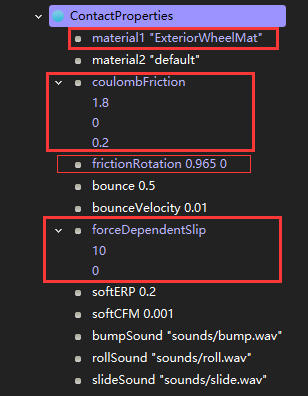 ContactProperties
material1 "ExteriorWheelMat"
material2 "default"
coulombFriction
1.8
0
0.2
frictionRotation 0.965 0
bounce 0.5
bounceVelocity 0.01
forceDependentSlip
10
0
softERP 0.2
softCFM 0.001
bumpSound "sounds/bump.wav"
rollSound "sounds/roll.wav"
slideSound "sounds/slide.wav"